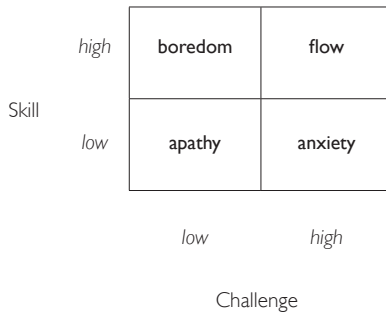 high boredom flow
Skill
low apathy anxiety
low high
Challenge